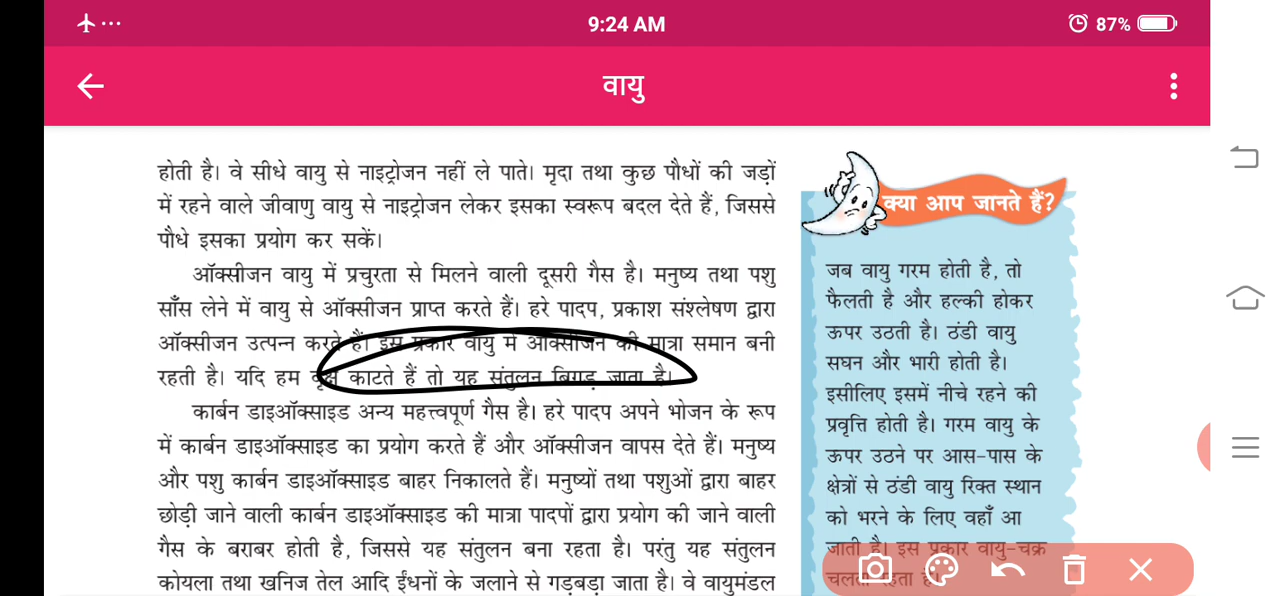 9:24 AM
87%
वायु
होती है। वे सीधे वायु से नाइट्रोजन नहीं ले पाते। मृदा तथा कुछ पौधों की जड़ों
में रहने वाले जीवाणु वायु से नाइट्रोजन लेकर इसका स्वरूप बदल देते हैं, जिससे
पौधे इसका प्रयोग कर सकें।
ऑक्सीजन वायु में प्रचुरता से मिलने वाली दूसरी गैस है। मनुष्य तथा पशु
साँस लेने में वायु से ऑक्सीजन प्राप्त करते हैं। हरे पादप, प्रकाश संश्लेषण द्वारा
ऑक्सीजन उत्पन्न करते हैं। इस प्रकार वायु में ऑक्सीजन की मात्रा समान बनी
रहती है। यदि हम वृक्ष काटते हैं तो यह संतुलन बिगड़ जाता है।
कार्बन डाइऑक्साइड अन्य महत्त्वपूर्ण गैस है। हरे पादप अपने भोजन के रूप
में कार्बन डाइऑक्साइड का प्रयोग करते हैं और ऑक्सीजन वापस देते हैं। मनुष्य
और पशु कार्बन डाइऑक्साइड बाहर निकालते हैं। मनुष्यों तथा पशुओं द्वारा बाहर
छोड़ी जाने वाली कार्बन डाइऑक्साइड की मात्रा पादपों द्वारा प्रयोग की जाने वाली
गैस के बराबर होती है, जिससे यह संतुलन बना रहता है। परंतु यह संतुलन
कोयला तथा खनिज तेल आदि ईंधनों के जलाने से गड़बड़ा जाता है। वे वायुमंडल
क्या आप जानते हैं?
जब वायु गरम होती है, तो
फैलती है और हल्की होकर
ऊपर उठती है। ठंडी वायु
सघन और भारी होती है।
इसीलिए इसमें नीचे रहने की
प्रवृत्ति होती है। गरम वायु के
ऊपर उठने पर आस-पास के
क्षेत्रों से ठंडी वायु रिक्त स्थान
को भरने के लिए वहाँ आ
जाती है। इस प्रकार वायु-चक्र
चलता रहता है।